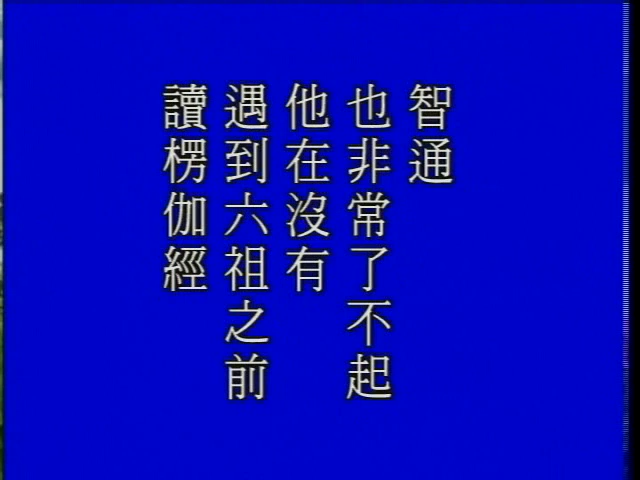 智通
也非常了不起
他在沒有
遇到六祖之前
讀楞伽經